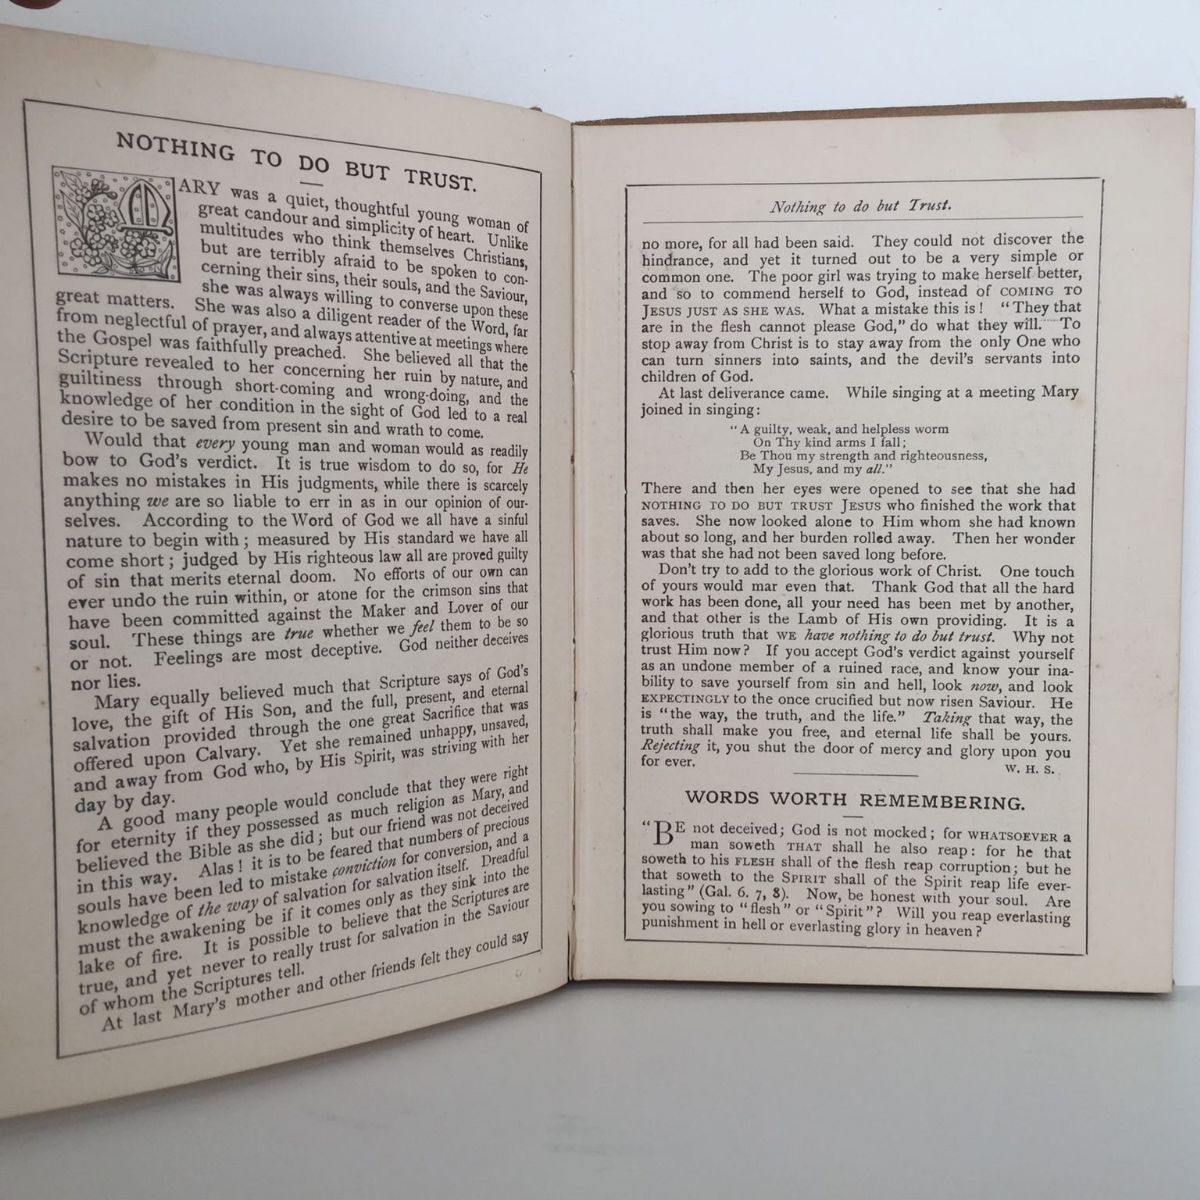 NOTHING TO DO BUT TRUST.
MARY was a quiet, thoughtful young woman of
great candour and simplicity of heart. Unlike
multitudes who think themselves Christians,
but are terribly afraid to be spoken to con-
cerning their sins, their souls, and the Saviour,
she was always willing to converse upon these
great matters. She was also a diligent reader of the Word, far
from neglectful of prayer, and always attentive at meetings where
the Gospel was faithfully preached. She believed all that the
Scripture revealed to her concerning her ruin by nature, and
guiltiness through short-coming and wrong-doing, and the
knowledge of her condition in the sight of God led to a real
desire to be saved from present sin and wrath to come.
Would that every young man and woman would as readily
bow to God's verdict. It is true wisdom to do so, for He
makes no mistakes in His judgments, while there is scarcely
anything we are so liable to err in as in our opinion of our-
selves. According to the Word of God we all have a sinful
nature to begin with; measured by His standard we have all
come short; judged by His righteous law all are proved guilty
of sin that merits eternal doom. No efforts of our own can
ever undo the ruin within, or atone for the crimson sins that
have been committed against the Maker and Lover of our
soul. These things are true whether we feel them to be so
or not. Feelings are most deceptive. God neither deceives
nor lies.
Mary equally believed much that Scripture says of God's
love, the gift of His Son, and the full, present, and eternal
salvation provided through the one great Sacrifice that was
offered upon Calvary. Yet she remained unhappy, unsaved,
and away from God who, by His Spirit, was striving with her
day by day.
A good many people would conclude that they were right
for eternity if they possessed as much religion as Mary, and
believed the Bible as she did; but our friend was not deceived
in this way. Alas! it is to be feared that numbers of precious
souls have been led to mistake conviction for conversion, and a
knowledge of the way of salvation for salvation itself. Dreadful
must the awakening be if it comes only as they sink into the
lake of fire. It is possible to believe that the Scriptures are
true, and yet never to really trust for salvation in the Saviour
of whom the Scriptures tell.
At last Mary's mother and other friends felt they could say
Nothing to do but Trust.
no more, for all had been said. They could not discover the
hindrance, and yet it turned out to be a very simple or
common one. The poor girl was trying to make herself better,
and so to commend herself to God, instead of COMING TO
JESUS JUST AS SHE WAS. What a mistake this is! "They that
are in the flesh cannot please God," do what they will. To
stop away from Christ is to stay away from the only One who
can turn sinners into saints, and the devil's servants into
children of God.
At last deliverance came. While singing at a meeting Mary
joined in singing:
"A guilty, weak, and helpless worm
On Thy kind arms I fall;
Be Thou my strength and righteousness,
My Jesus, and my all."
There and then her eyes were opened to see that she had
NOTHING TO DO BUT TRUST JESUS who finished the work that
saves. She now looked alone to Him whom she had known
about so long, and her burden rolled away. Then her wonder
was that she had not been saved long before.
Don't try to add to the glorious work of Christ. One touch
of yours would mar even that. Thank God that all the hard
work has been done, all your need has been met by another,
and that other is the Lamb of His own providing. It is a
glorious truth that WE have nothing to do but trust. Why not
trust Him now? If you accept God's verdict against yourself
as an undone member of a ruined race, and know your ina-
bility to save yourself from sin and hell, look now, and look
EXPECTINGLY to the once crucified but now risen Saviour. He
is "the way, the truth, and the life." Taking that way, the
truth shall make you free, and eternal life shall be yours.
Rejecting it, you shut the door of mercy and glory upon you
for ever. W. H. S.
WORDS WORTH REMEMBERING.
"BE not deceived; God is not mocked; for WHATSOEVER a
man soweth THAT shall he also reap: for he that
soweth to his FLESH shall of the flesh reap corruption; but he
that soweth to the SPIRIT shall of the Spirit reap life ever-
lasting" (Gal. 6. 7, 8). Now, be honest with your soul. Are
you sowing to "flesh" or "Spirit"? Will you reap everlasting
punishment in hell or everlasting glory in heaven?